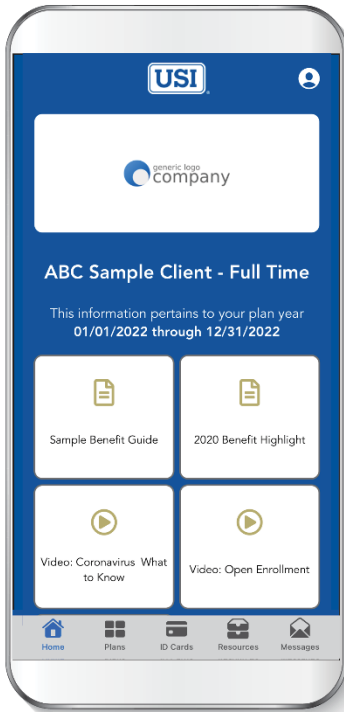 USI
generic logo
company
ABC Sample Client - Full Time
This information pertains to your plan year
01/01/2022 through 12/31/2022
Sample Benefit Guide
2020 Benefit Highlight
Video: Coronavirus What
to Know
Video: Open Enrollment
Home
Plans
ID Cards
Resources
Messages